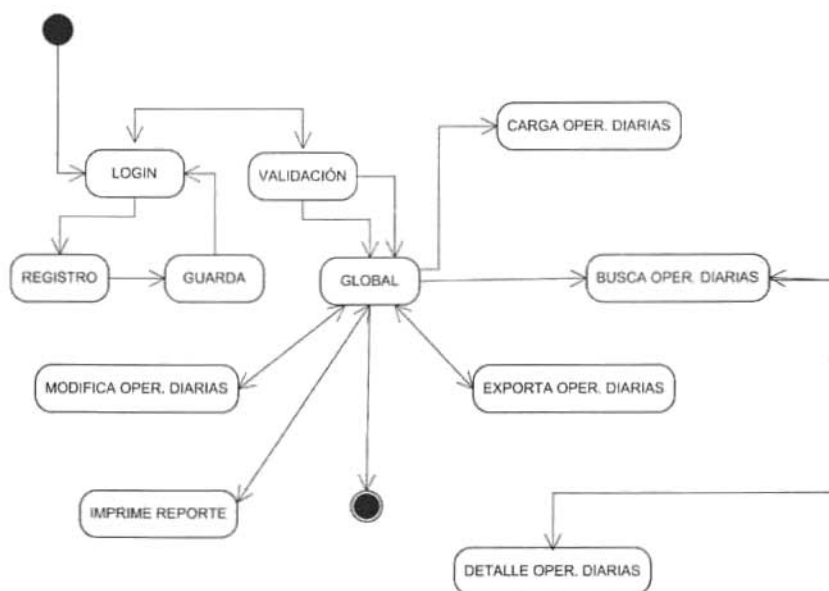 CARGA OPER. DIARIAS
LOGIN
VALIDACIÓN
REGISTRO
GUARDA
GLOBAL
BUSCA OPER. DIARIAS
MODIFICA OPER. DIARIAS
EXPORTA OPER. DIARIAS
IMPRIME REPORTE
DETALLE OPER. DIARIAS